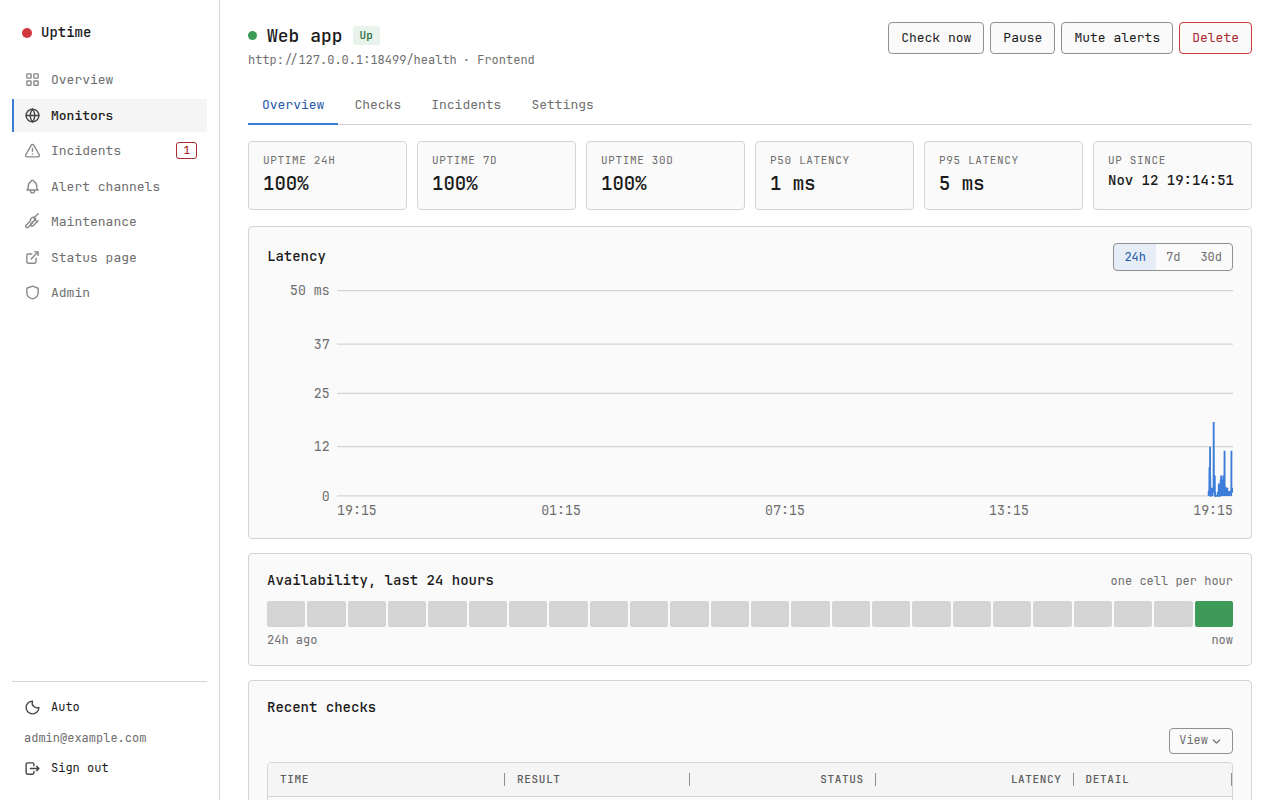 Uptime
Overview
Monitors
Incidents 1
Alert channels
Maintenance
Status page
Admin
Auto
admin@example.com
Sign out
Web app Up
http://127.0.0.1:18499/health · Frontend
Check now Pause Mute alerts Delete
Overview Checks Incidents Settings
UPTIME 24H
100%
UPTIME 7D
100%
UPTIME 30D
100%
P50 LATENCY
1 ms
P95 LATENCY
5 ms
UP SINCE
Nov 12 19:14:51
Latency
24h 7d 30d
50 ms
37
25
12
0
19:15 01:15 07:15 13:15 19:15
Availability, last 24 hours
one cell per hour
24h ago now
Recent checks
View
TIME RESULT STATUS LATENCY DETAIL